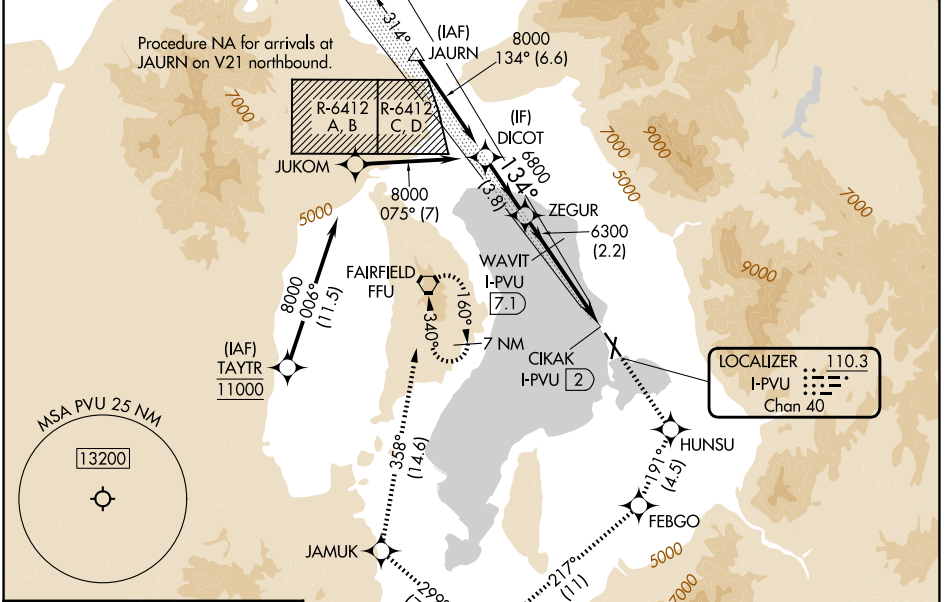 314°
(IAF)
JAURN
8000
134° (6.6)
Procedure NA for arrivals at
JAURN on V21 northbound.
7000
R-6412
A, B
R-6412
C, D
(IF)
DICOT
7000
9000
5000
JUKOM
6800
134°
(3.8)
8000
075° (7)
7000
5000
ZEGUR
6300
(2.2)
WAVIT
I-PVU
7.1
9000
FAIRFIELD
FFU
160°
340°
7 NM
8000
006°
(11.5)
(IAF)
TAYTR
11000
CIKAK
I-PVU 2
LOCALIZER 110.3
I-PVU
Chan 40
MSA PVU 25 NM
13200
358°
(14.6)
HUNSU
191°
(4.5)
FEBGO
JAMUK
5000
217°
(11)
299°
7000